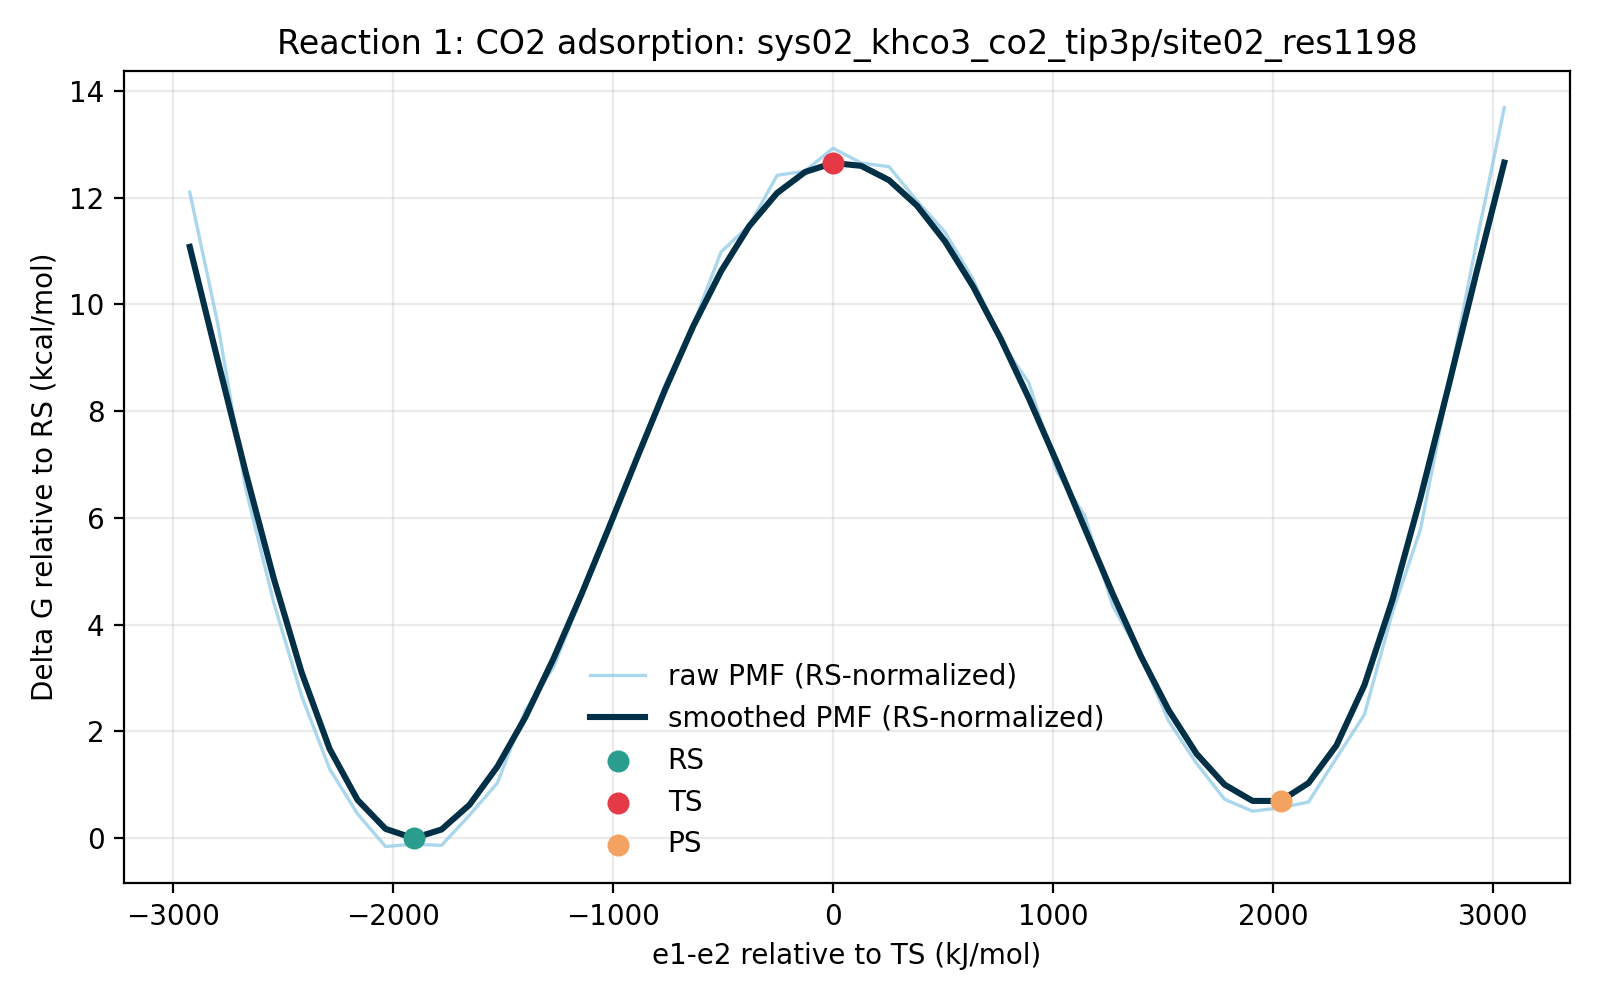 Reaction 1: CO2 adsorption: sys02_khco3_co2_tip3p/site02_res1198
Delta G relative to RS (kcal/mol)
14
12
10
8
6
4
2
0
raw PMF (RS-normalized)
smoothed PMF (RS-normalized)
RS
TS
PS
−3000 −2000 −1000 0 1000 2000 3000
e1-e2 relative to TS (kJ/mol)